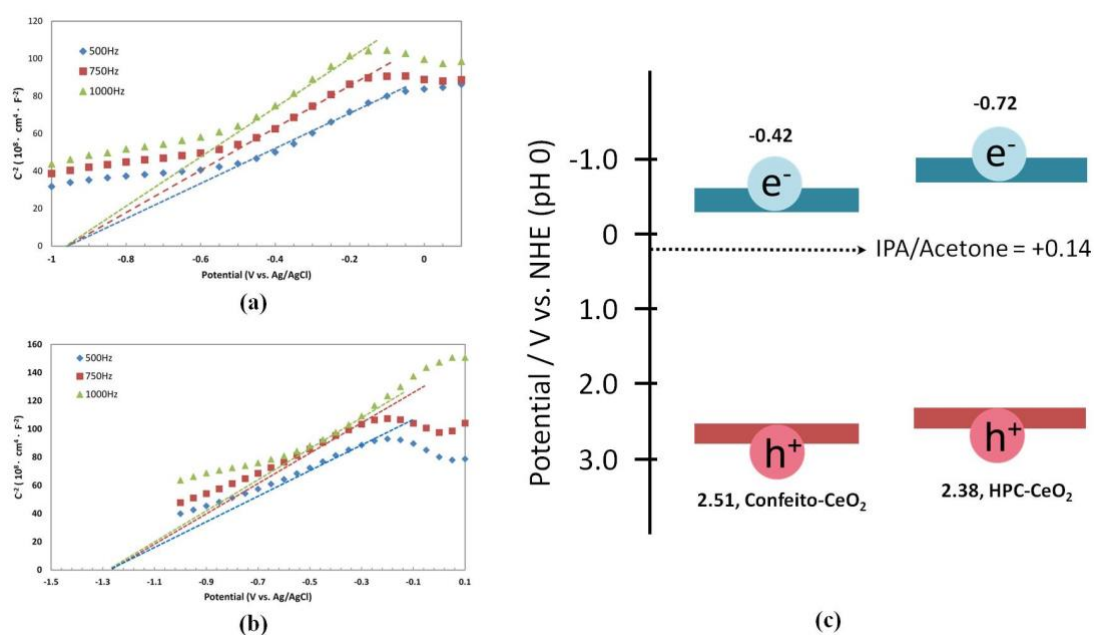 (a)
120
100
80
60
40
20
0
C⁻² (10⁸ · cm⁴ · F⁻²)
500Hz
750Hz
1000Hz
-1 -0.8 -0.6 -0.4 -0.2 0
Potential (V vs. Ag/AgCl)
(a)
160
140
120
100
80
60
40
20
0
500Hz
750Hz
1000Hz
-1.5 -1.3 -1.1 -0.9 -0.7 -0.5 -0.3 -0.1 0.1
Potential (V vs. Ag/AgCl)
(b)
Potential / V vs. NHE (pH 0)
-1.0
0
1.0
2.0
3.0
-0.42
-0.72
e⁻
e⁻
IPA/Acetone = +0.14
h⁺
h⁺
2.51, Confeito-CeO₂
2.38, HPC-CeO₂
(c)